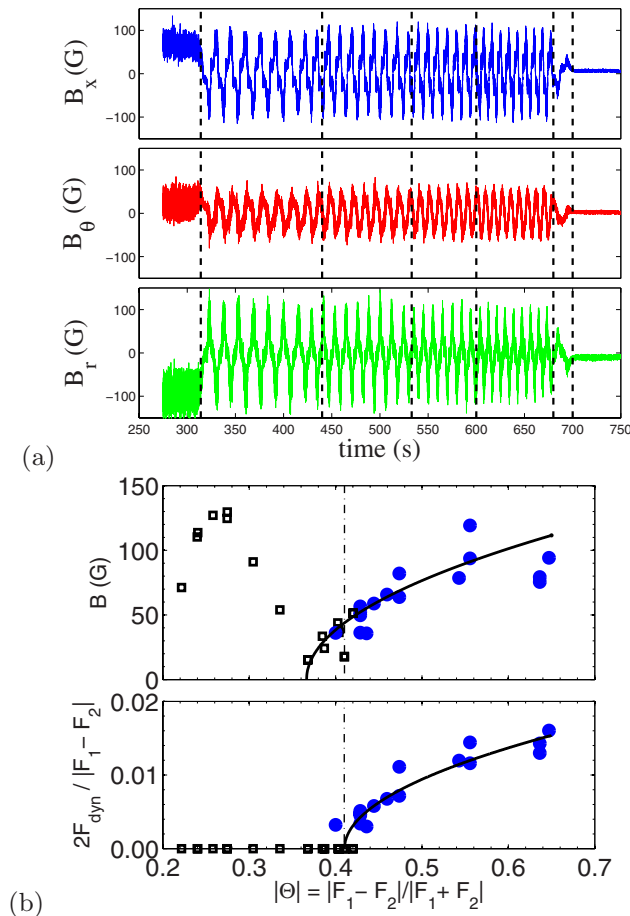 B_x (G)
100
0
-100
B_θ (G)
100
0
-100
B_r (G)
100
0
-100
250 300 350 400 450 500 550 600 650 700 750
time (s)
(a)
B (G)
150
100
50
0
2F_dyn / |F_1 - F_2|
0.02
0.01
0.00
0.2 0.3 0.4 0.5 0.6 0.7
|Θ| = |F_1 - F_2|/|F_1 + F_2|
(b)